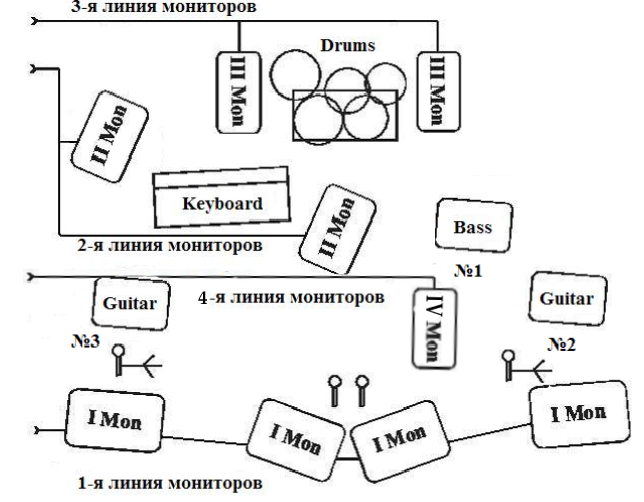 3-я линия мониторов
Drums
III Mon
III Mon
II Mon
Keyboard
II Mon
Bass
2-я линия мониторов
№1
4-я линия мониторов
Guitar
Guitar
IV Mon
№3
№2
I Mon
I Mon
I Mon
I Mon
1-я линия мониторов